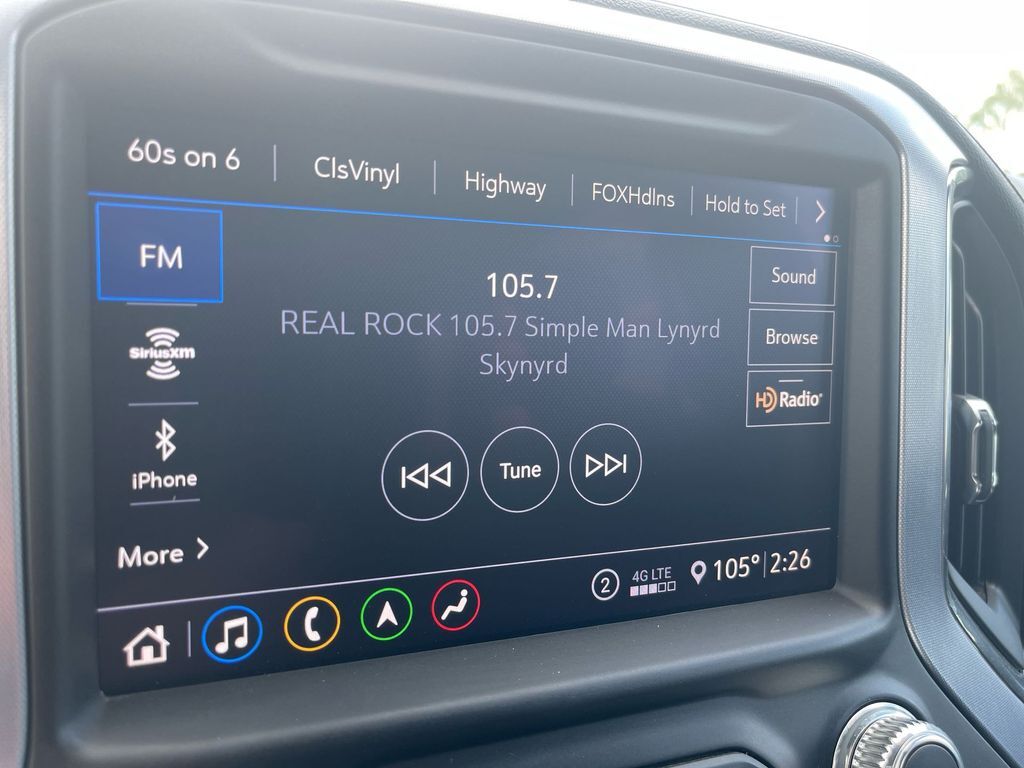 60s on 6
ClsVinyl
Highway
FOXHdlns
Hold to Set
FM
105.7
Sound
REAL ROCK 105.7 Simple Man Lynyrd
Skynyrd
Browse
SiriusXM
HD Radio
iPhone
Tune
More
2
4G LTE
105°
2:26